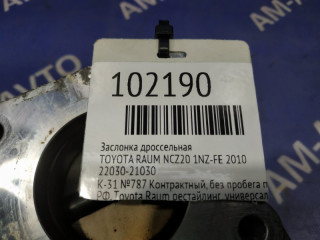 102190
Заслонка дроссельная
TOYOTA RAUM NCZ20 1NZ-FE 2010
22030-21030
К-31 №787 Контрактный, без пробега п
РФ. Toyota Raum рестайлинг, универсал